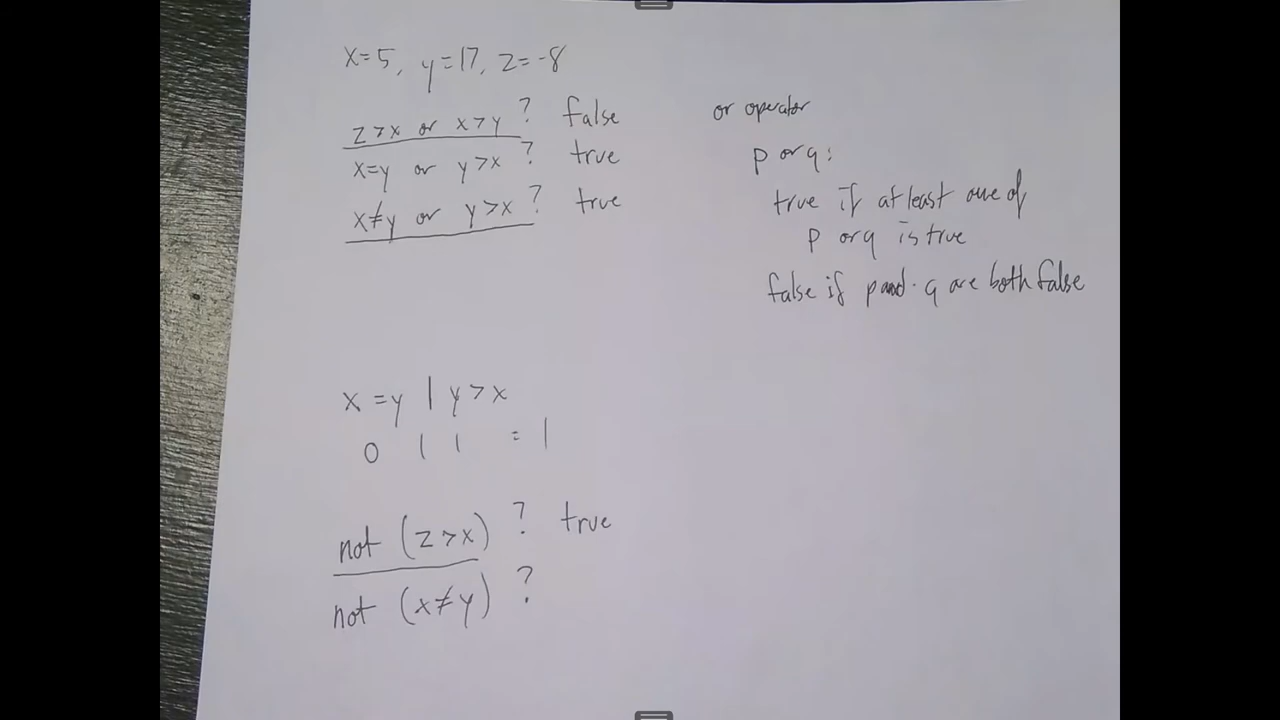 x=5, y=17, z=-8
z>x or x>y ? false
x=y or y>x ? true
x≠y or y>x ? true
or operator
p or q:
true if at least one of
p or q is true
false if p and q are both false
x=y | y>x
0 | 1 = 1
not (z>x) ? true
not (x≠y) ?